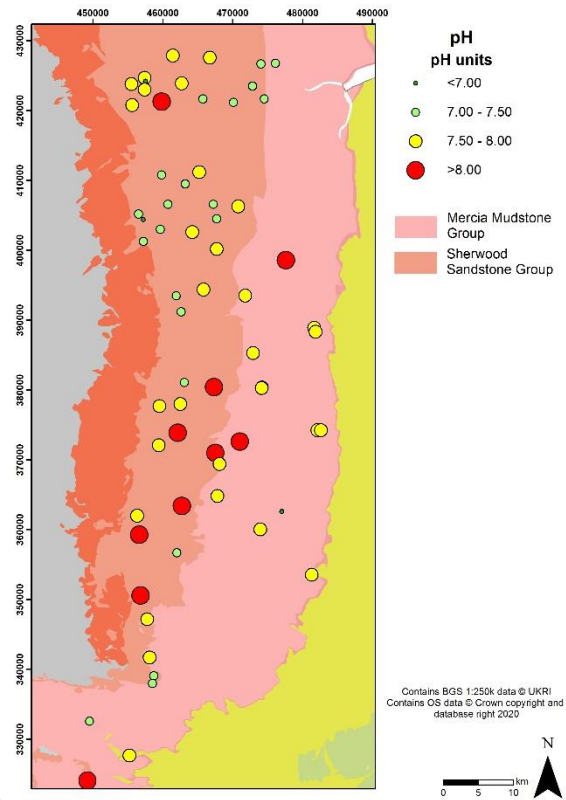 450000 460000 470000 480000 490000
430000
420000
410000
400000
390000
380000
370000
360000
350000
340000
330000
pH
pH units
<7.00
7.00 - 7.50
7.50 - 8.00
>8.00
Mercia Mudstone
Group
Sherwood
Sandstone Group
Contains BGS 1:250k data © UKRI
Contains OS data © Crown copyright and
database right 2020
N
km
0 5 10